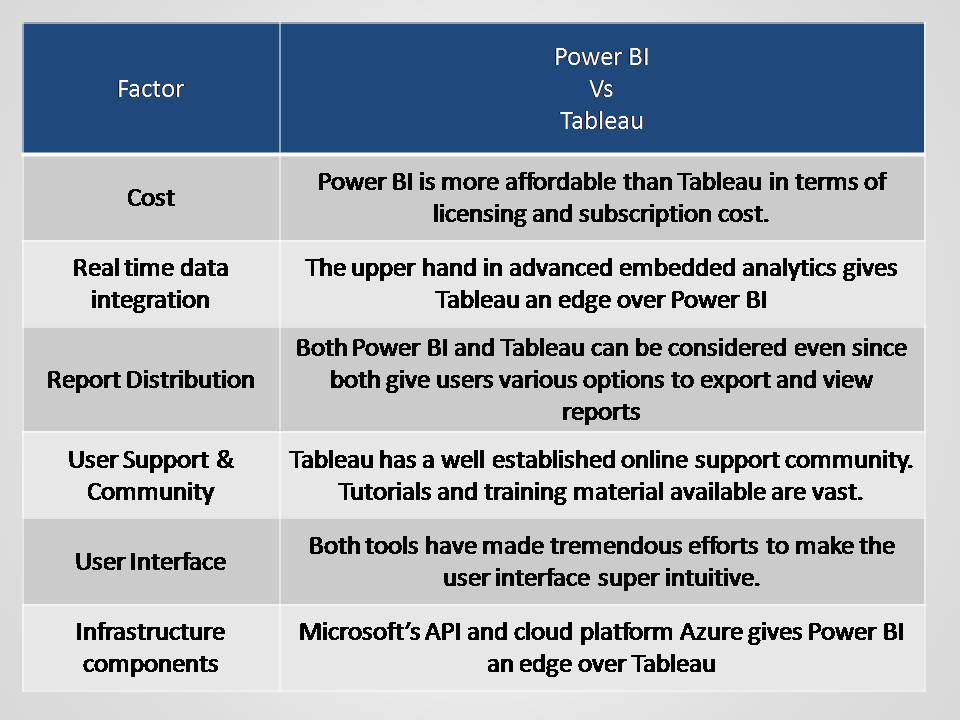 Factor
Power BI
Vs
Tableau
Cost
Power BI is more affordable than Tableau in terms of
licensing and subscription cost.
Real time data
integration
The upper hand in advanced embedded analytics gives
Tableau an edge over Power BI
Report Distribution
Both Power BI and Tableau can be considered even since
both give users various options to export and view
reports
User Support &
Community
Tableau has a well established online support community.
Tutorials and training material available are vast.
User Interface
Both tools have made tremendous efforts to make the
user interface super intuitive.
Infrastructure
components
Microsoft's API and cloud platform Azure gives Power BI
an edge over Tableau